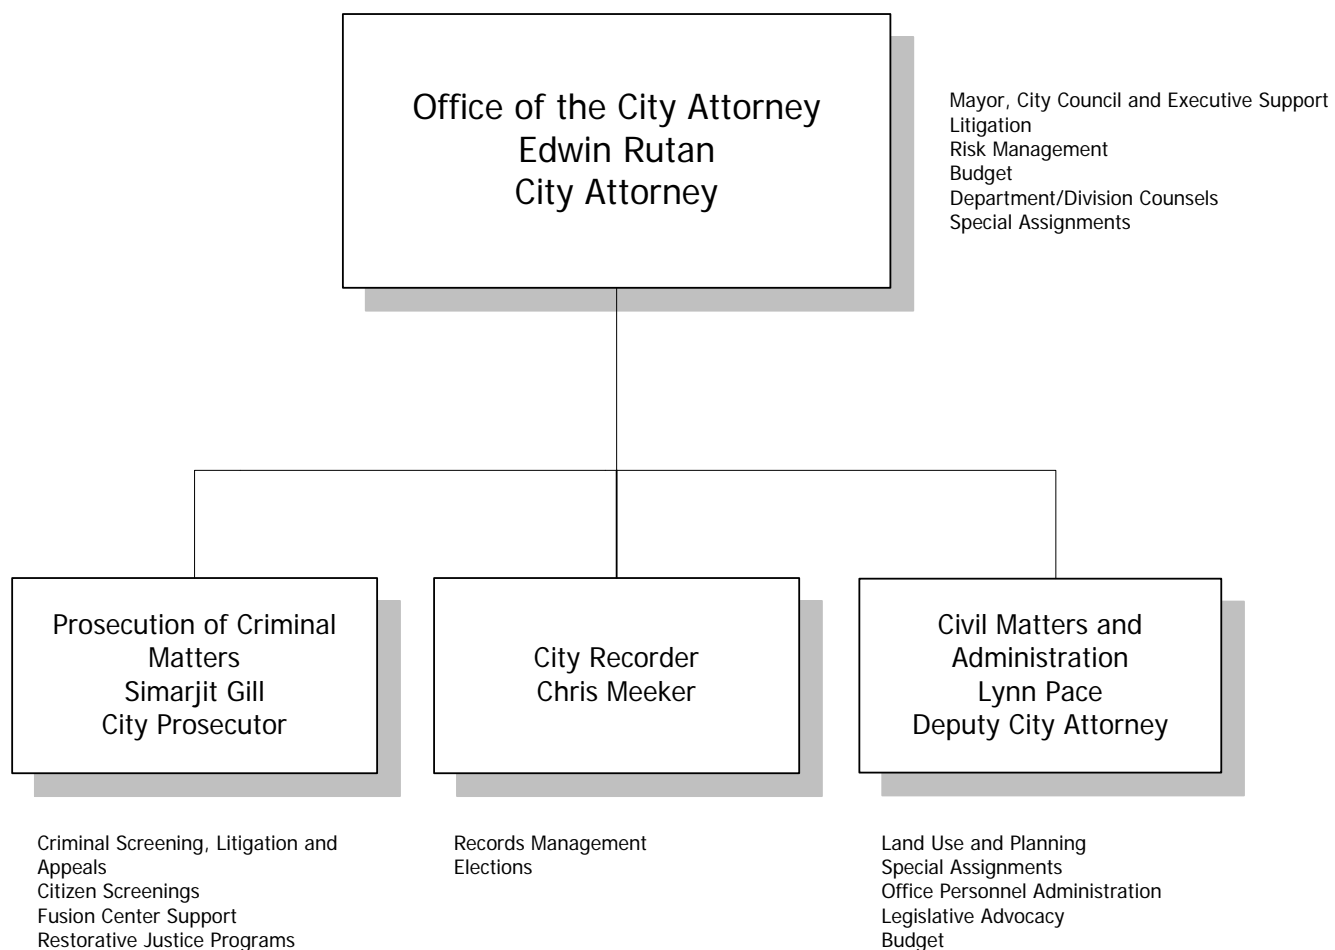 Office of the City Attorney
Edwin Rutan
City Attorney
Mayor, City Council and Executive Support
Litigation
Risk Management
Budget
Department/Division Counsels
Special Assignments
Prosecution of Criminal
Matters
Simarjit Gill
City Prosecutor
City Recorder
Chris Meeker
Civil Matters and
Administration
Lynn Pace
Deputy City Attorney
Criminal Screening, Litigation and
Appeals
Citizen Screenings
Fusion Center Support
Restorative Justice Programs
Records Management
Elections
Land Use and Planning
Special Assignments
Office Personnel Administration
Legislative Advocacy
Budget